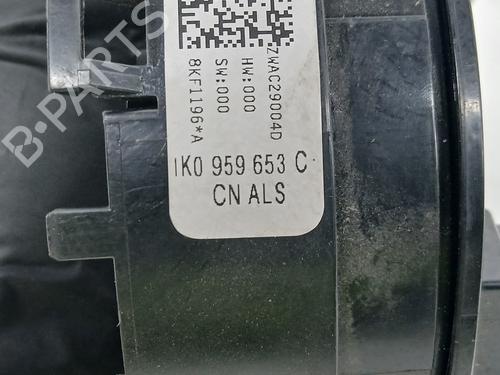 B-PARTS
ZWAC29004D
HW:000
SW:000
8KF1196*A
1K0 959 653 C
CN ALS